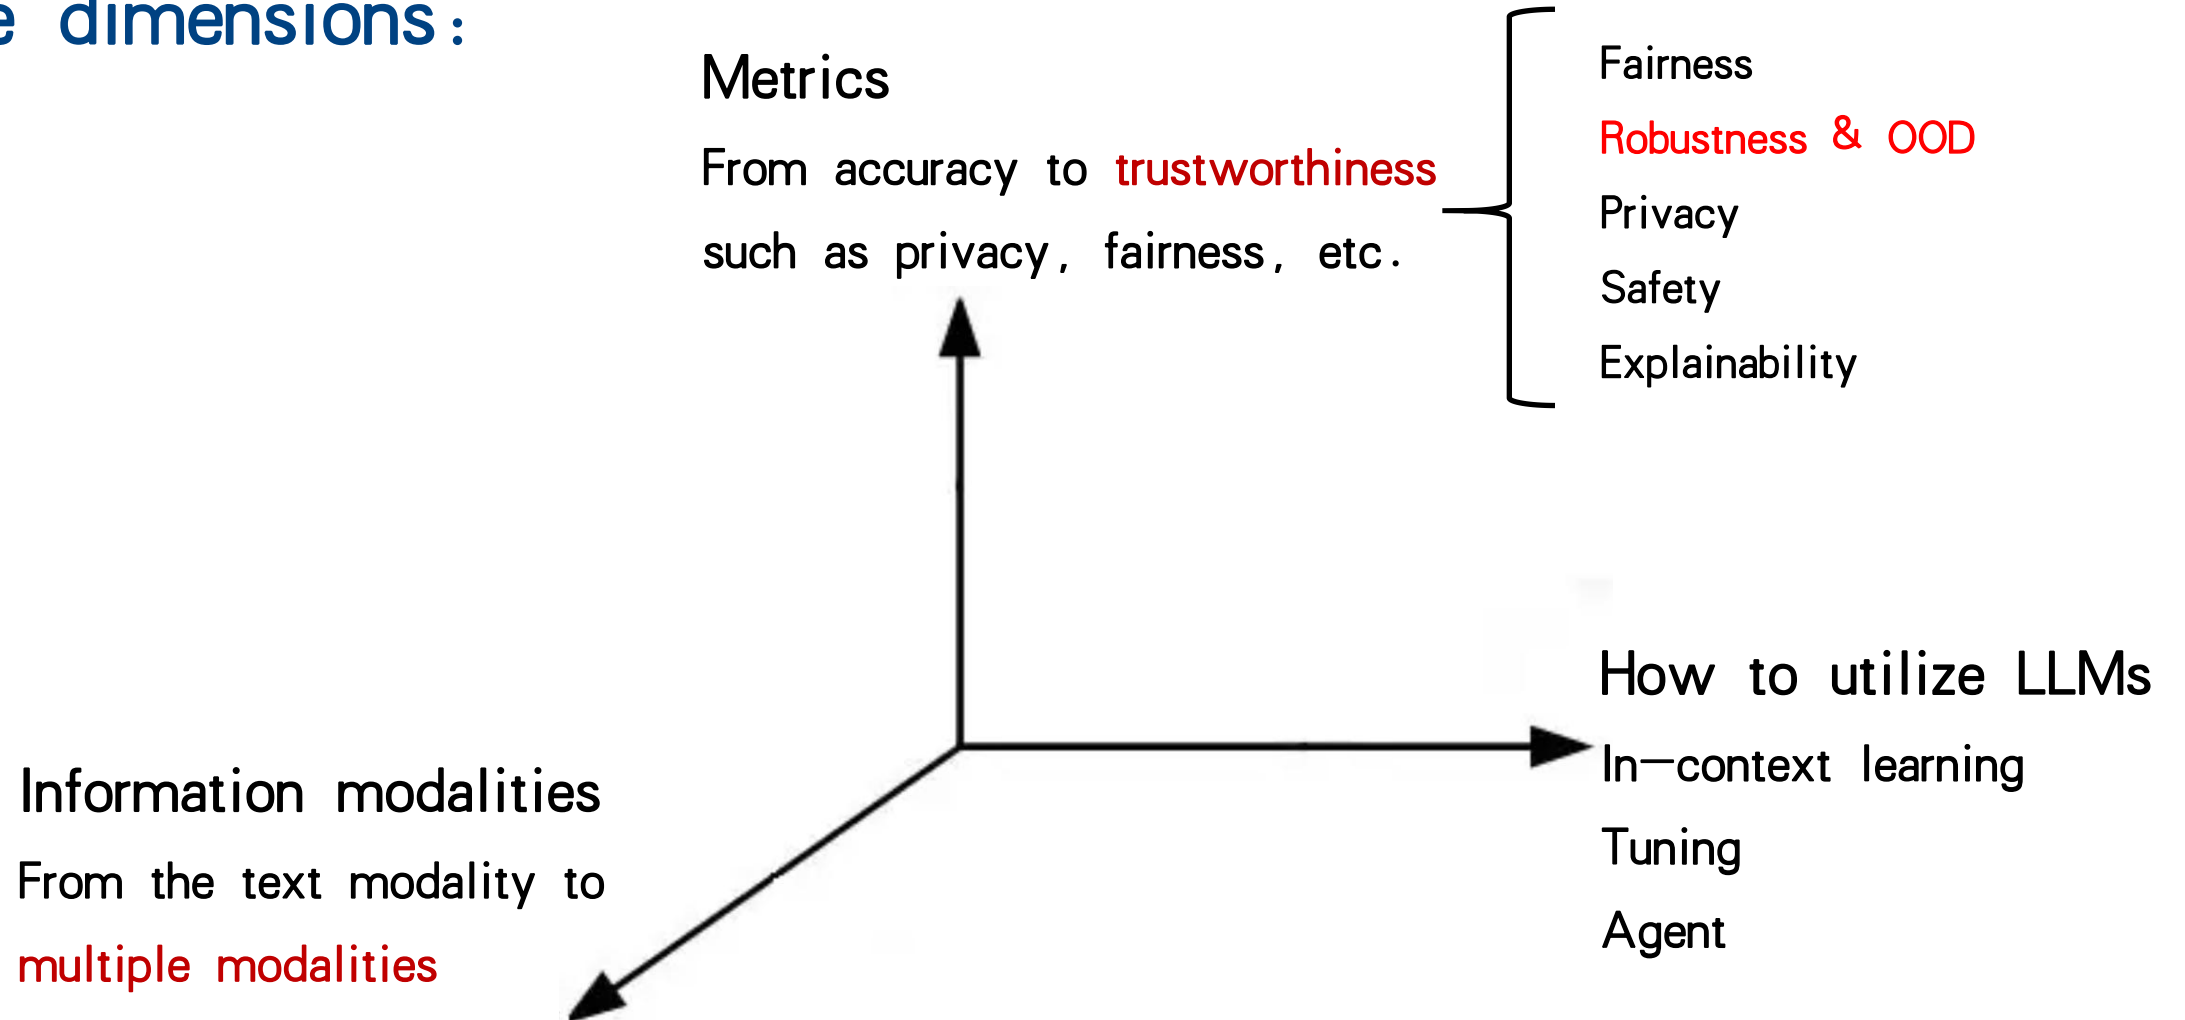 e dimensions:
Metrics
From accuracy to trustworthiness
such as privacy, fairness, etc.
Fairness
Robustness & OOD
Privacy
Safety
Explainability
How to utilize LLMs
In-context learning
Tuning
Agent
Information modalities
From the text modality to
multiple modalities